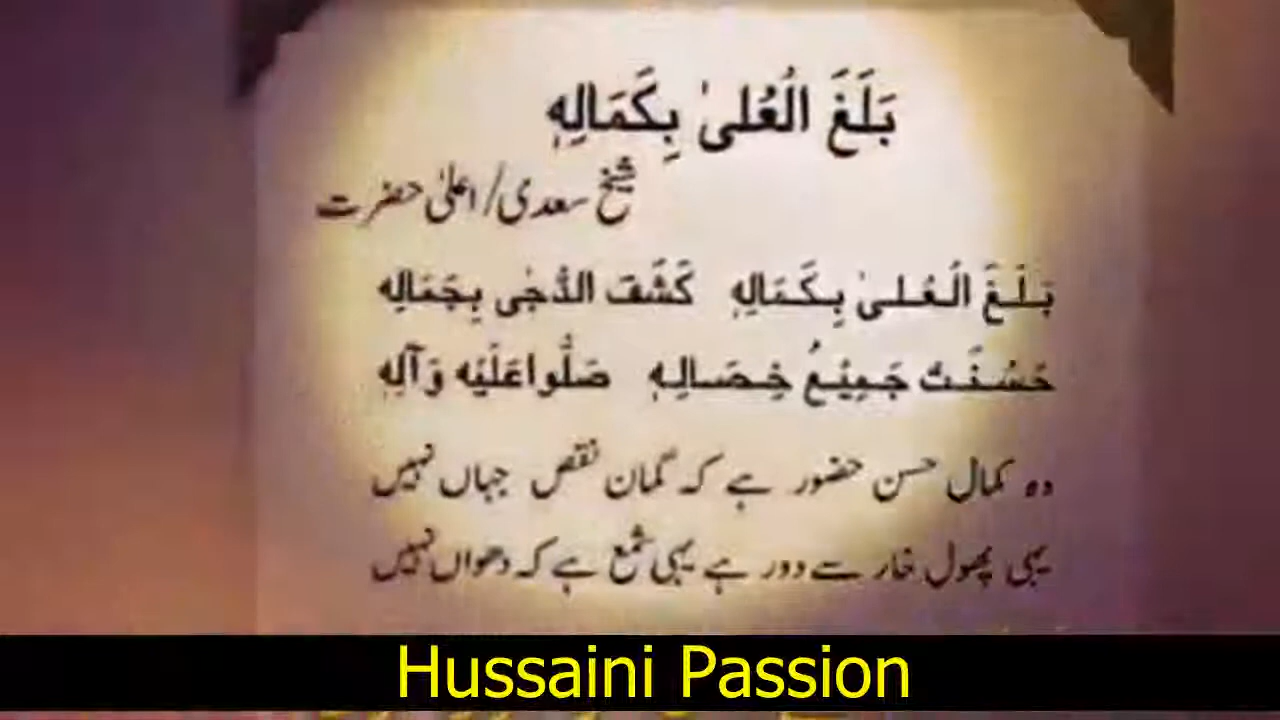 بَلَغَ الْعُلیٰ بِكَمَالِهٖ
شیخ سعدی/اعلیٰ حضرت
بَلَغَ الْعُلیٰ بِكَمَالِهٖ كَشَفَ الدُّجٰی بِجَمَالِهٖ
حَسُنَتْ جَمِيْعُ خِصَالِهٖ صَلُّوا عَلَيْهِ وَآلِهٖ
وہ کمال حسن حضور ہے کہ گمان نقص جہاں نہیں
یہی پھول خار سے دور ہے یہی شمع ہے کہ دھواں نہیں
Hussaini Passion